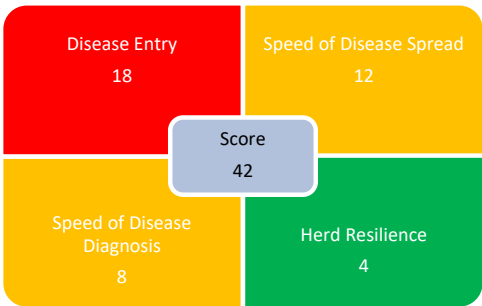 Disease Entry
18
Speed of Disease Spread
12
Score
42
Speed of Disease
Diagnosis
8
Herd Resilience
4